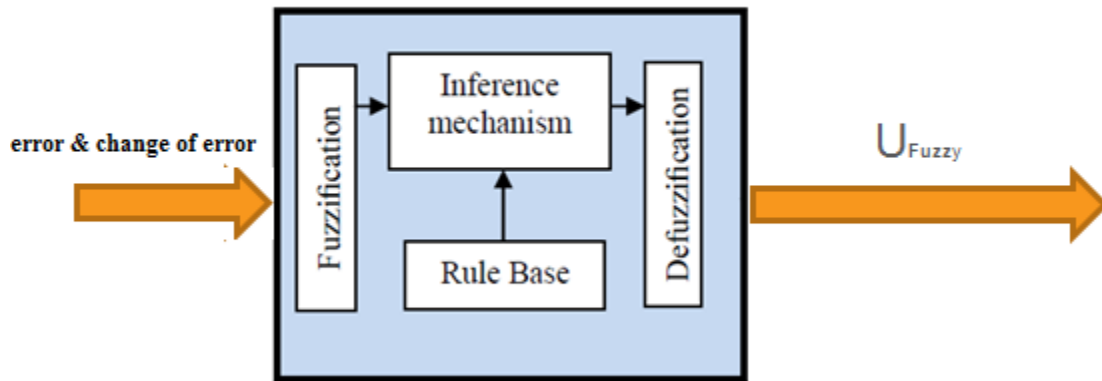 error & change of error
Fuzzification
Inference
mechanism
Rule Base
Defuzzification
UFuzzy